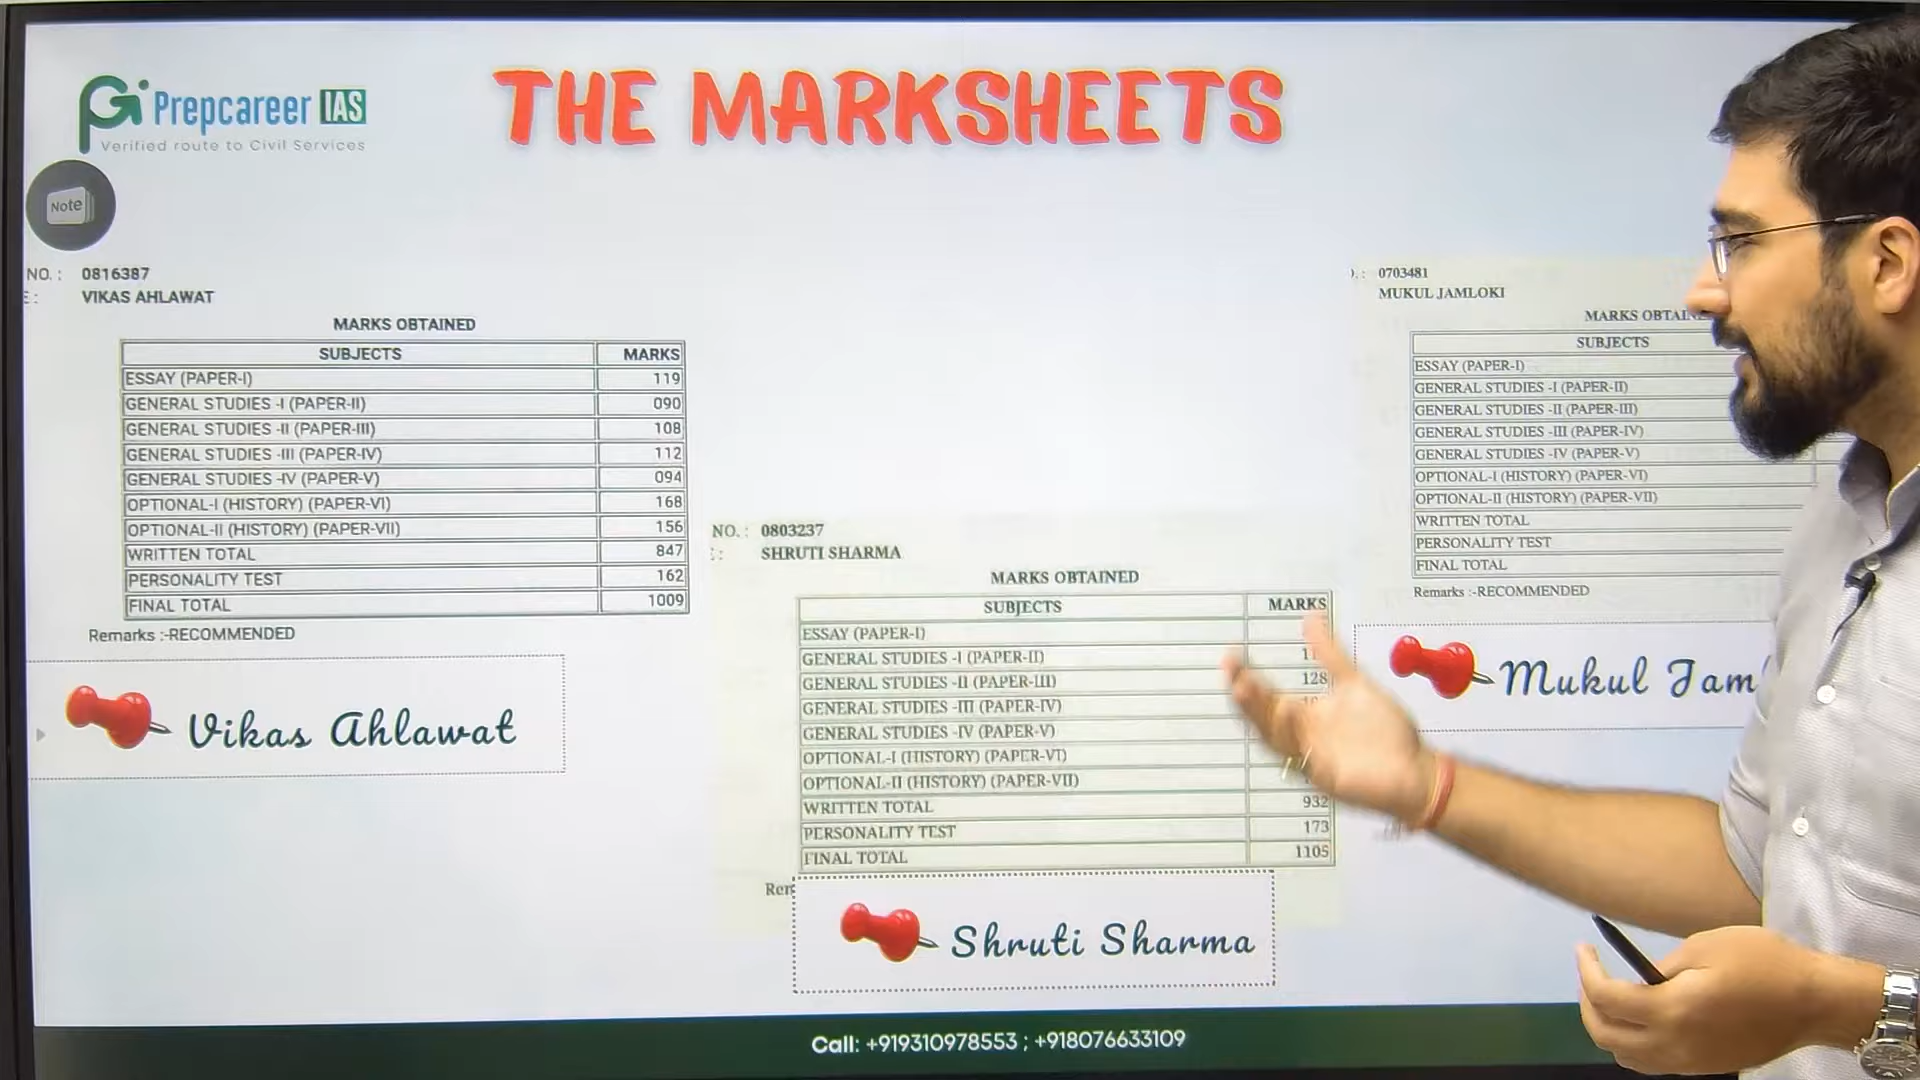 THE MARKSHEETS
Prepcareer IAS
Verified route to Civil Services
Note
NO. : 0816387
E : VIKAS AHLAWAT
MARKS OBTAINED
SUBJECTS MARKS
ESSAY (PAPER-I) 119
GENERAL STUDIES -I (PAPER-II) 090
GENERAL STUDIES -II (PAPER-III) 108
GENERAL STUDIES -III (PAPER-IV) 112
GENERAL STUDIES -IV (PAPER-V) 094
OPTIONAL-I (HISTORY) (PAPER-VI) 168
OPTIONAL-II (HISTORY) (PAPER-VII) 156
WRITTEN TOTAL 847
PERSONALITY TEST 162
FINAL TOTAL 1009
Remarks :-RECOMMENDED
Vikas Ahlawat
NO. : 0803237
: SHRUTI SHARMA
MARKS OBTAINED
SUBJECTS MARKS
ESSAY (PAPER-I)
GENERAL STUDIES -I (PAPER-II)
GENERAL STUDIES -II (PAPER-III) 128
GENERAL STUDIES -III (PAPER-IV)
GENERAL STUDIES -IV (PAPER-V)
OPTIONAL-I (HISTORY) (PAPER-VI)
OPTIONAL-II (HISTORY) (PAPER-VII)
WRITTEN TOTAL 932
PERSONALITY TEST 173
FINAL TOTAL 1105
Rem
Shruti Sharma
0703481
MUKUL JAMLOKI
MARKS OBTAINE
SUBJECTS
ESSAY (PAPER-I)
GENERAL STUDIES -I (PAPER-II)
GENERAL STUDIES -II (PAPER-III)
GENERAL STUDIES -III (PAPER-IV)
GENERAL STUDIES -IV (PAPER-V)
OPTIONAL-I (HISTORY) (PAPER-VI)
OPTIONAL-II (HISTORY) (PAPER-VII)
WRITTEN TOTAL
PERSONALITY TEST
FINAL TOTAL
Remarks :-RECOMMENDED
Mukul Jam
Call: +919310978553 ; +918076633109